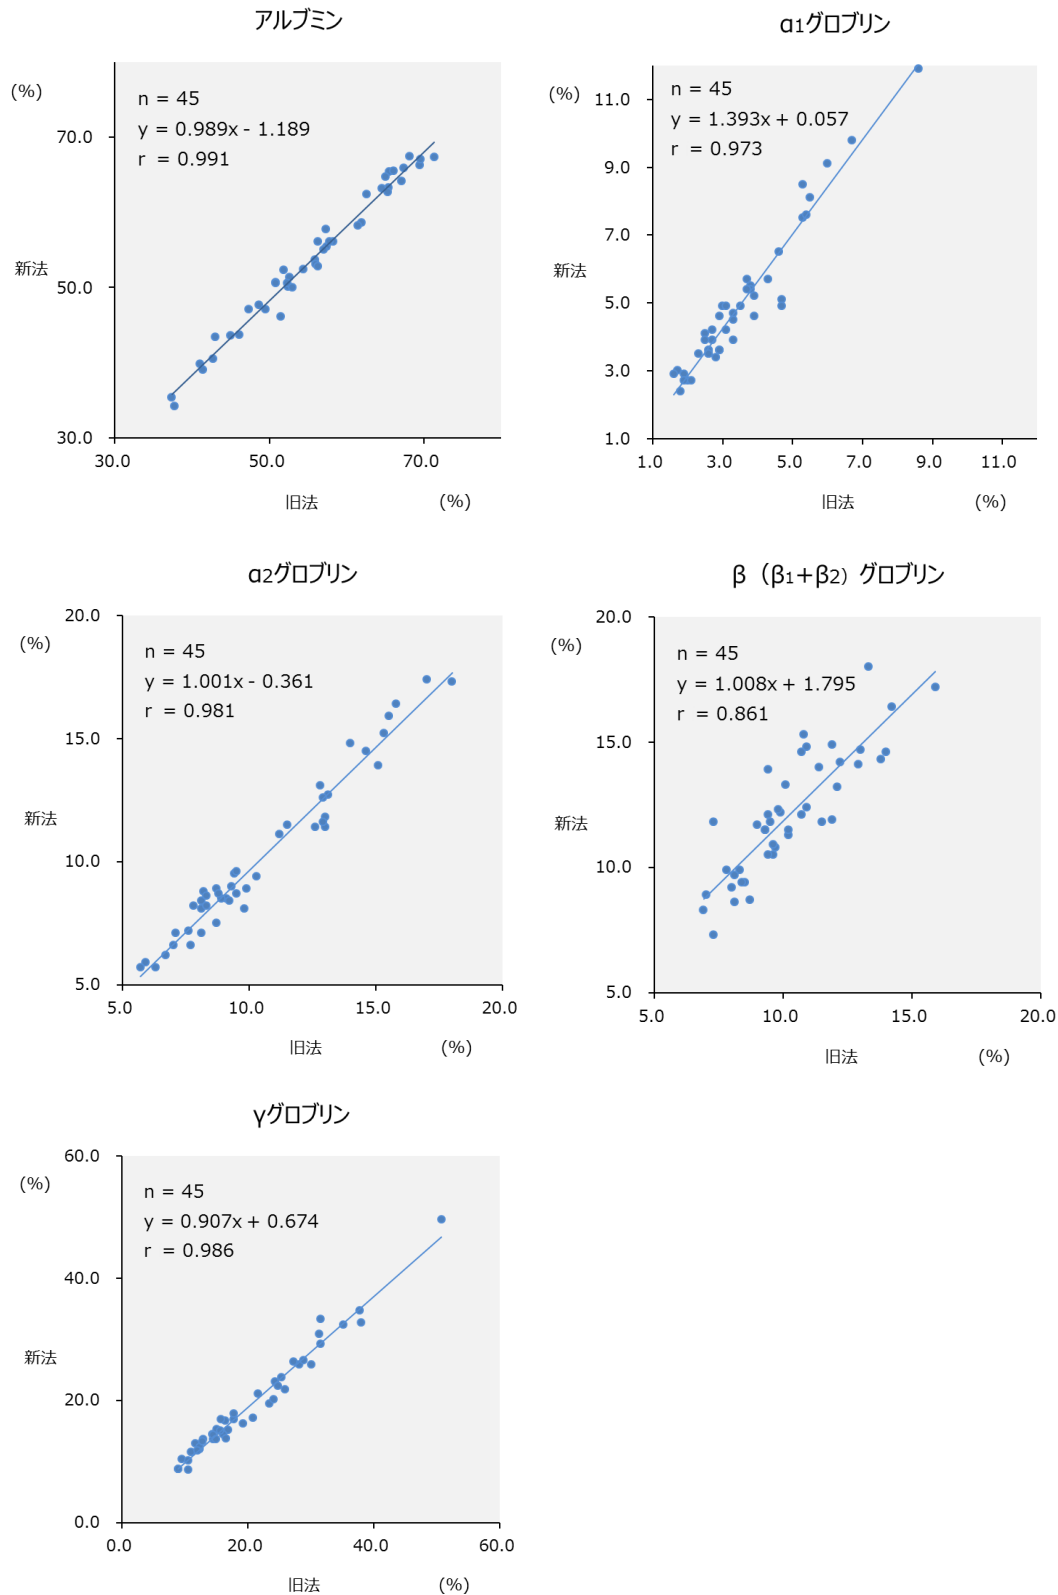 アルブミン
(%)
n = 45
y = 0.989x - 1.189
r = 0.991
70.0
新法
50.0
30.0
30.0 50.0 70.0
旧法 (%)
α1グロブリン
(%)
11.0
n = 45
y = 1.393x + 0.057
r = 0.973
9.0
7.0
新法
5.0
3.0
1.0
1.0 3.0 5.0 7.0 9.0 11.0
旧法 (%)
α2グロブリン
20.0
(%)
n = 45
y = 1.001x - 0.361
r = 0.981
15.0
新法
10.0
5.0
5.0 10.0 15.0 20.0
旧法 (%)
β（β1+β2）グロブリン
20.0
(%)
n = 45
y = 1.008x + 1.795
r = 0.861
15.0
新法
10.0
5.0
5.0 10.0 15.0 20.0
旧法 (%)
γグロブリン
60.0
(%)
n = 45
y = 0.907x + 0.674
r = 0.986
40.0
新法
20.0
0.0
0.0 20.0 40.0 60.0
旧法 (%)